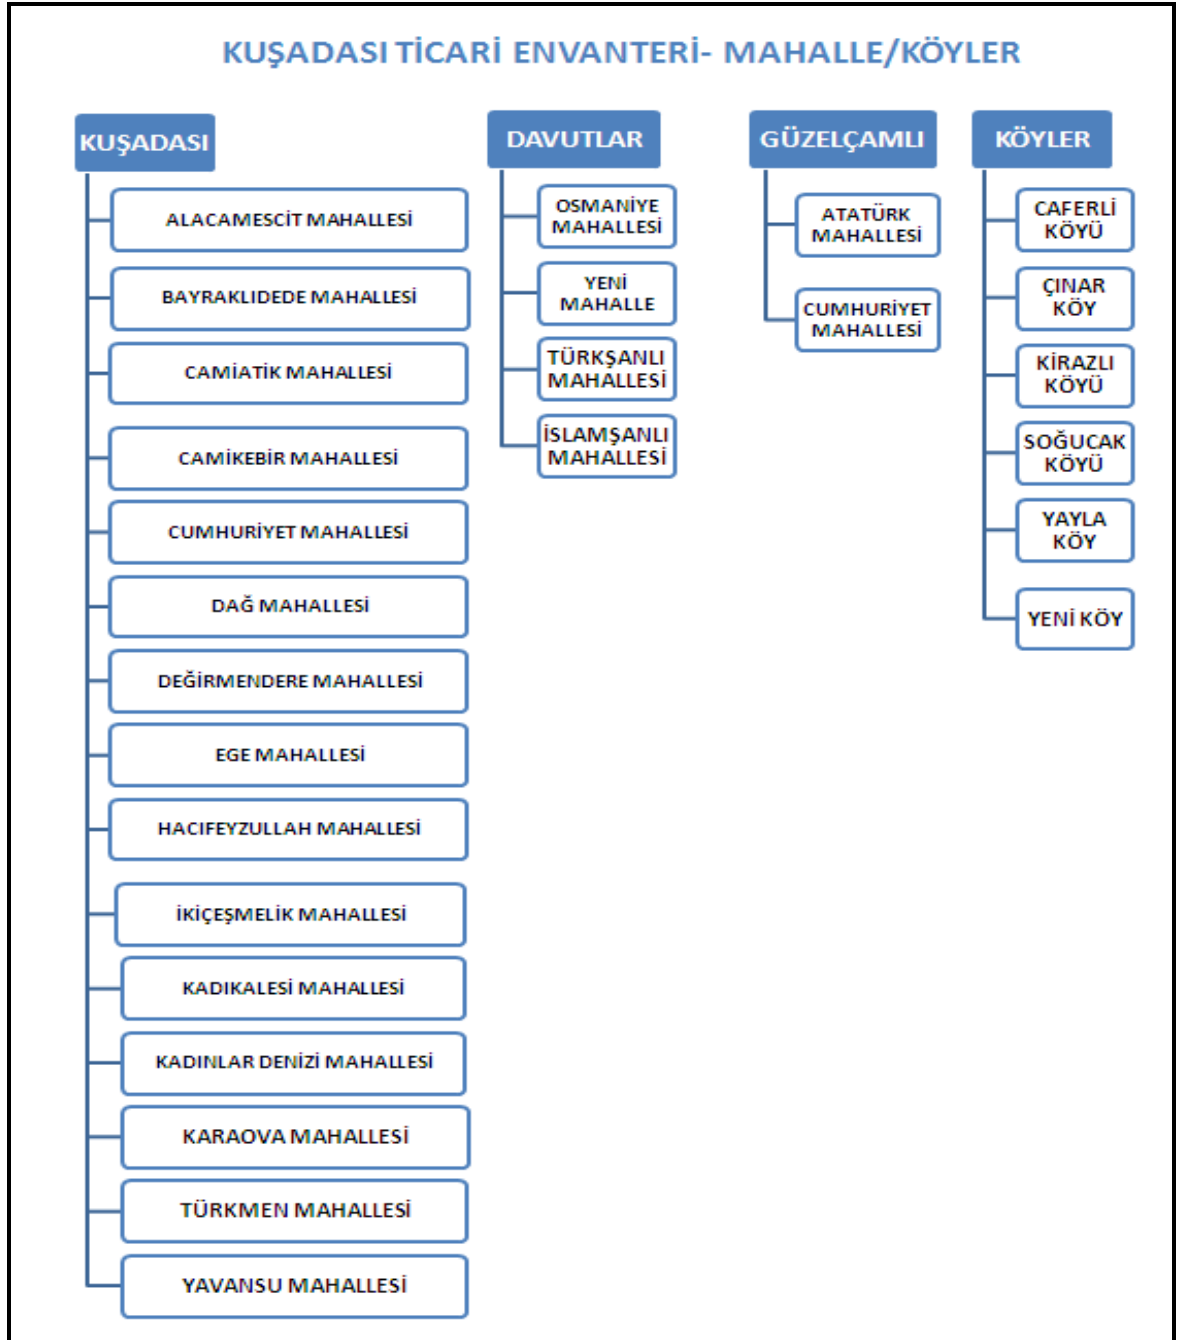 KUŞADASI TİCARİ ENVANTERİ- MAHALLE/KÖYLER
KUŞADASI
ALACAMESCİT MAHALLESİ
BAYRAKLIDEDE MAHALLESİ
CAMİATİK MAHALLESİ
CAMİKEBİR MAHALLESİ
CUMHURİYET MAHALLESİ
DAĞ MAHALLESİ
DEĞİRMENDERE MAHALLESİ
EGE MAHALLESİ
HACIFEYZULLAH MAHALLESİ
İKİÇEŞMELİK MAHALLESİ
KADIKALESİ MAHALLESİ
KADINLAR DENİZİ MAHALLESİ
KARAOVA MAHALLESİ
TÜRKMEN MAHALLESİ
YAVANSU MAHALLESİ
DAVUTLAR
OSMANİYE
MAHALLESİ
YENİ
MAHALLE
TÜRKŞANLI
MAHALLESİ
İSLAMŞANLI
MAHALLESİ
GÜZELÇAMLI
ATATÜRK
MAHALLESİ
CUMHURİYET
MAHALLESİ
KÖYLER
CAFERLİ
KÖYÜ
ÇINAR
KÖY
KİRAZLI
KÖYÜ
SOĞUCAK
KÖYÜ
YAYLA
KÖY
YENİ KÖY